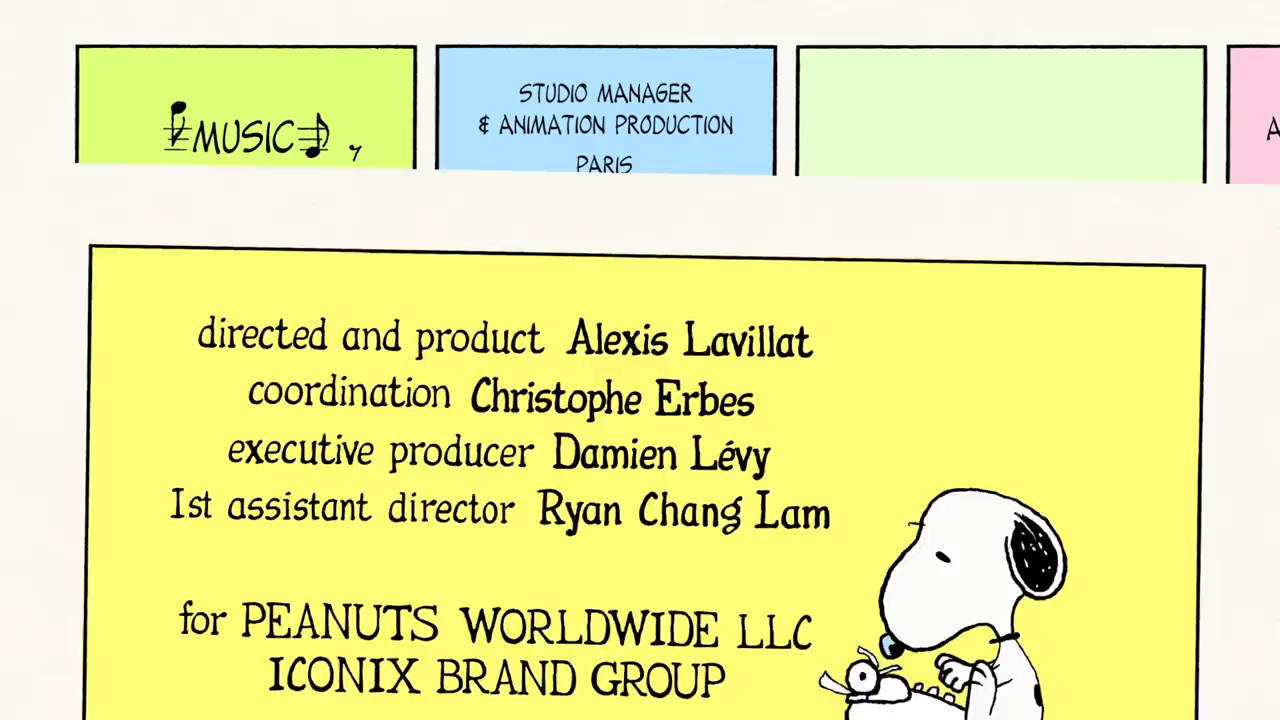 MUSIC
STUDIO MANAGER
& ANIMATION PRODUCTION
PARIS
directed and product Alexis Lavillat
coordination Christophe Erbes
executive producer Damien Lévy
1st assistant director Ryan Chang Lam
for PEANUTS WORLDWIDE LLC
ICONIX BRAND GROUP